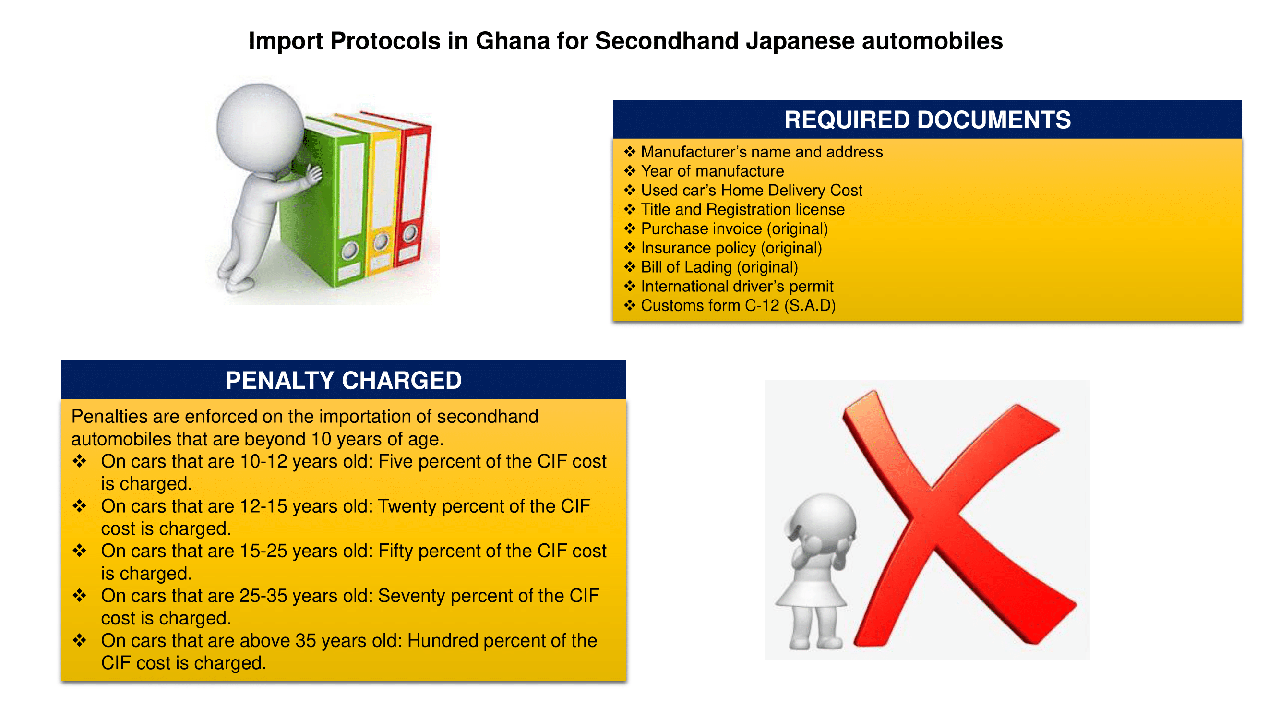 Import Protocols in Ghana for Secondhand Japanese automobiles
REQUIRED DOCUMENTS
❖ Manufacturer's name and address
❖ Year of manufacture
❖ Used car's Home Delivery Cost
❖ Title and Registration license
❖ Purchase invoice (original)
❖ Insurance policy (original)
❖ Bill of Lading (original)
❖ International driver's permit
❖ Customs form C-12 (S.A.D)
PENALTY CHARGED
Penalties are enforced on the importation of secondhand
automobiles that are beyond 10 years of age.
❖ On cars that are 10-12 years old: Five percent of the CIF cost
is charged.
❖ On cars that are 12-15 years old: Twenty percent of the CIF
cost is charged.
❖ On cars that are 15-25 years old: Fifty percent of the CIF cost
is charged.
❖ On cars that are 25-35 years old: Seventy percent of the CIF
cost is charged.
❖ On cars that are above 35 years old: Hundred percent of the
CIF cost is charged.